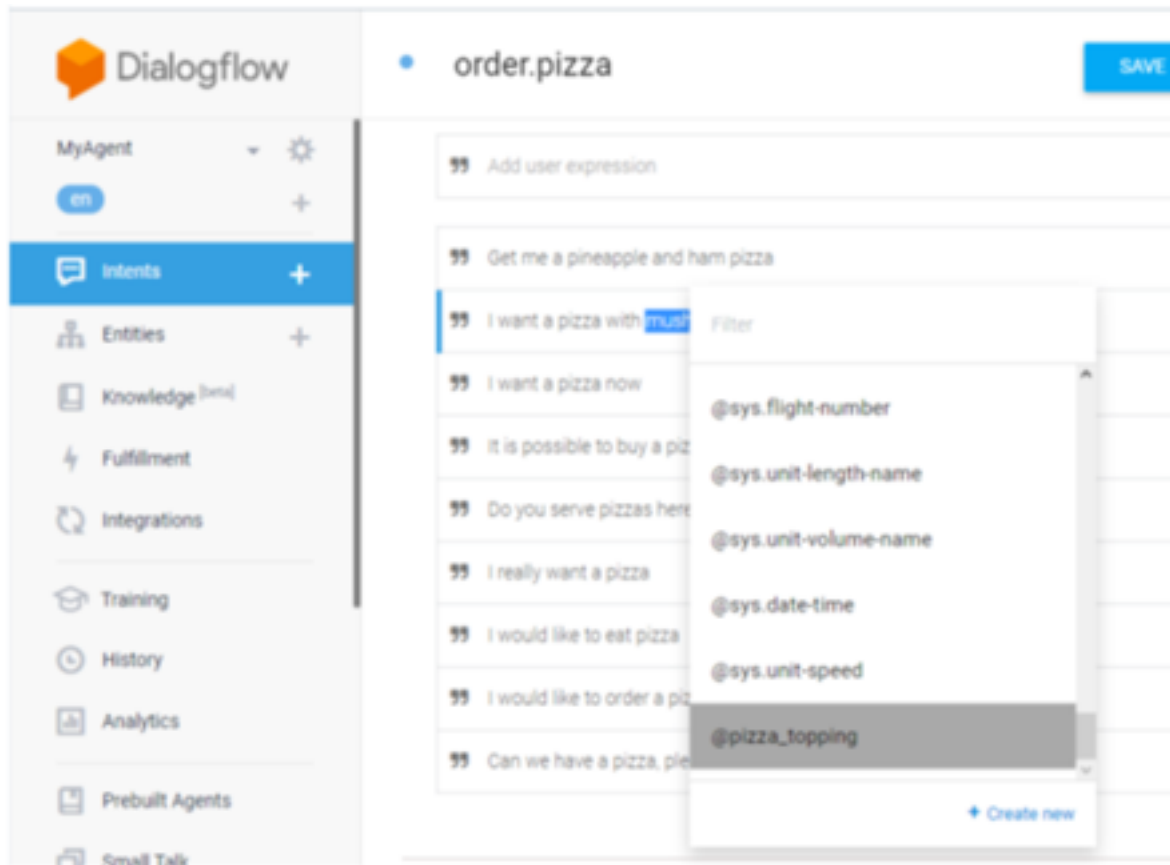 Dialogflow
order.pizza
SAVE
MyAgent
en
Intents
Entities
Knowledge [beta]
Fulfillment
Integrations
Training
History
Analytics
Prebuilt Agents
Small Talk
Add user expression
Get me a pineapple and ham pizza
I want a pizza with mush
I want a pizza now
It is possible to buy a piz
Do you serve pizzas here
I really want a pizza
I would like to eat pizza
I would like to order a piz
Can we have a pizza, ple
Filter
@sys.flight-number
@sys.unit-length-name
@sys.unit-volume-name
@sys.date-time
@sys.unit-speed
@pizza_topping
+ Create new